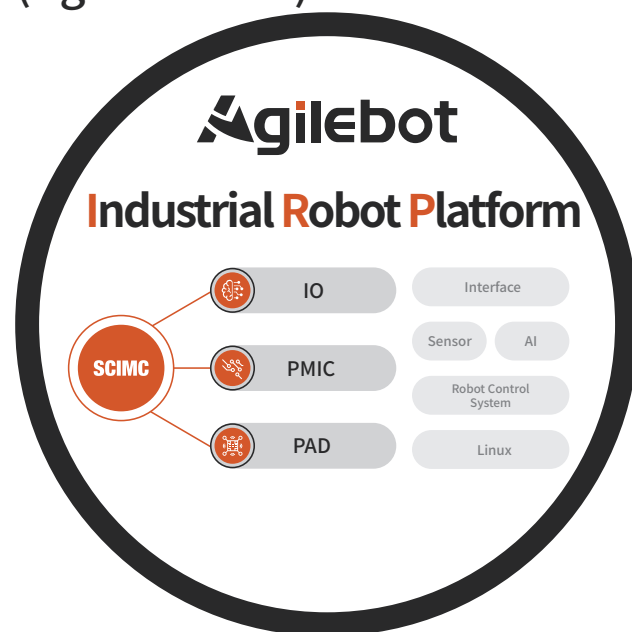 Agilebot
Industrial Robot Platform
SCIMC
IO
PMIC
PAD
Interface
Sensor
AI
Robot Control
System
Linux